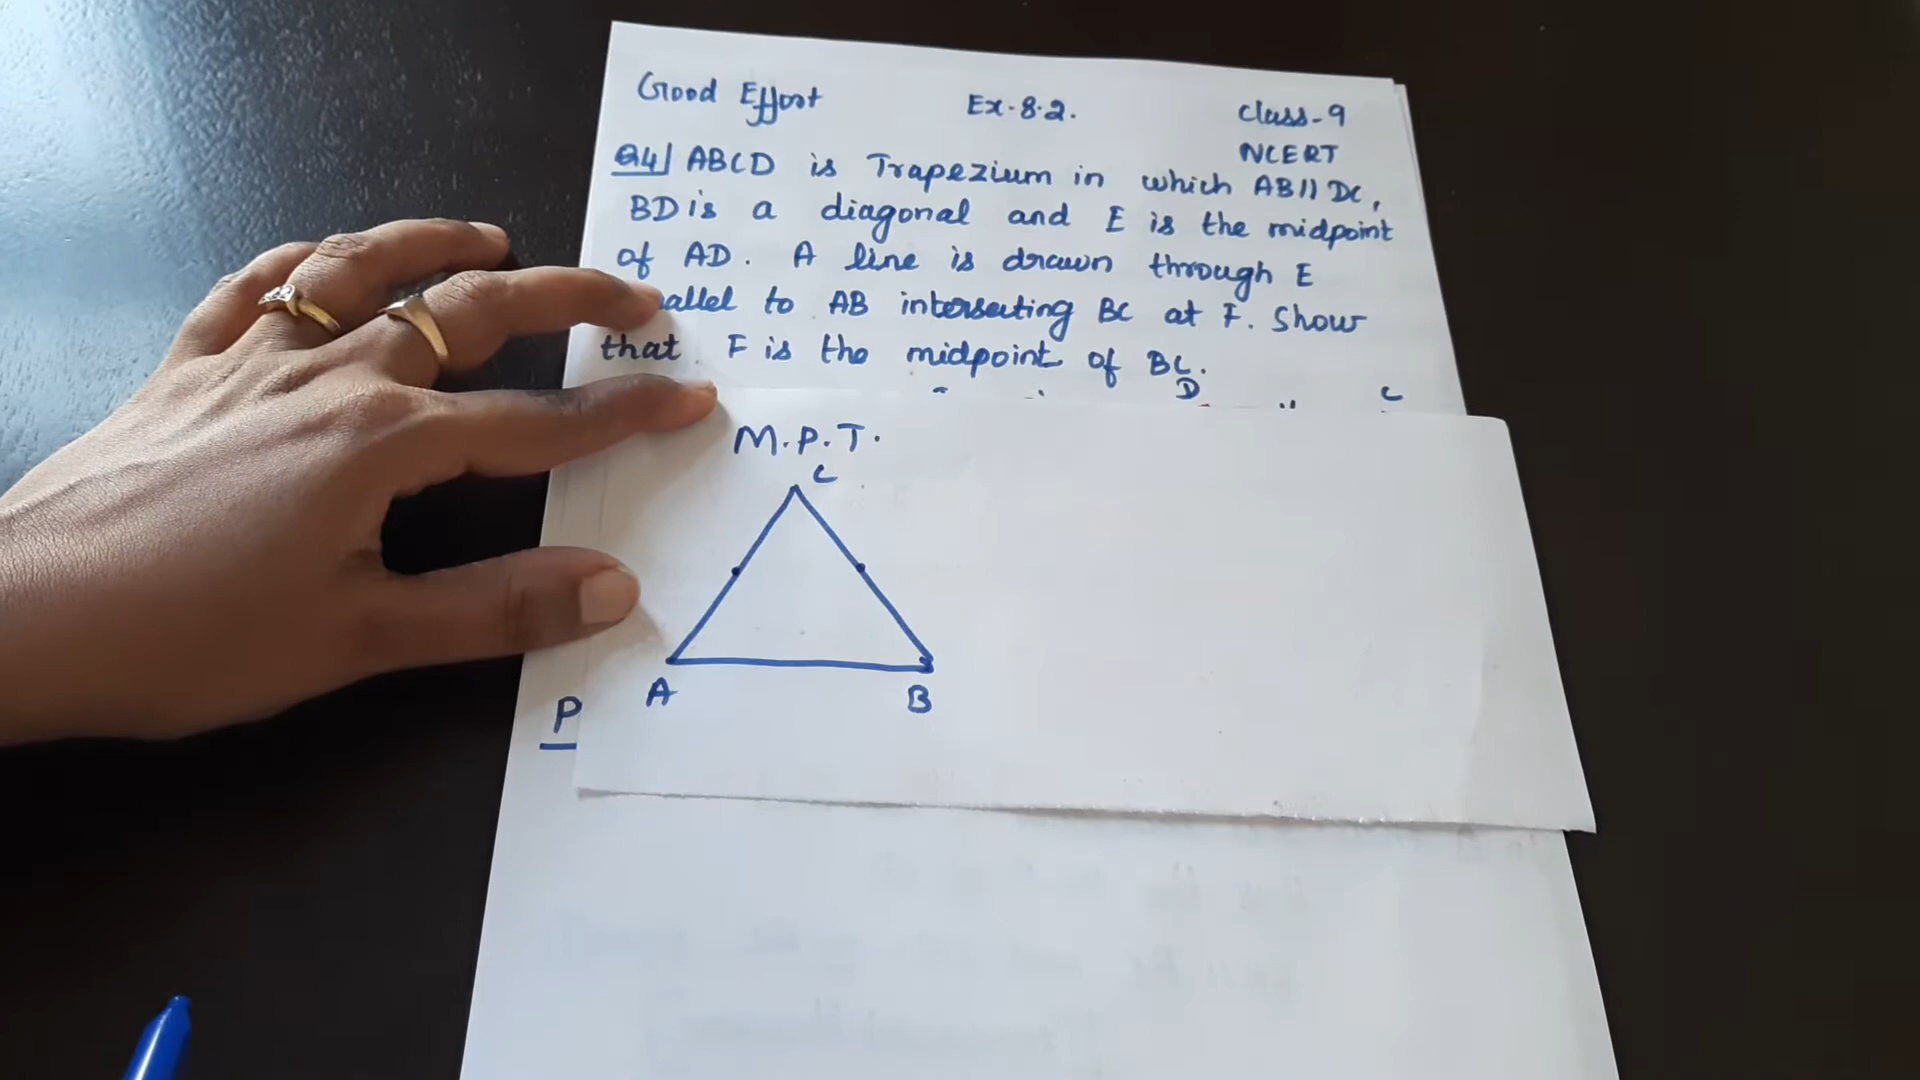 Good Effort Ex-8.2. Class-9
NCERT
Q4| ABCD is Trapezium in which AB || DC,
BD is a diagonal and E is the midpoint
of AD. A line is drawn through E
allel to AB intersecting BC at F. Show
that F is the midpoint of BC.
D C
M.P.T.
C
A B
P